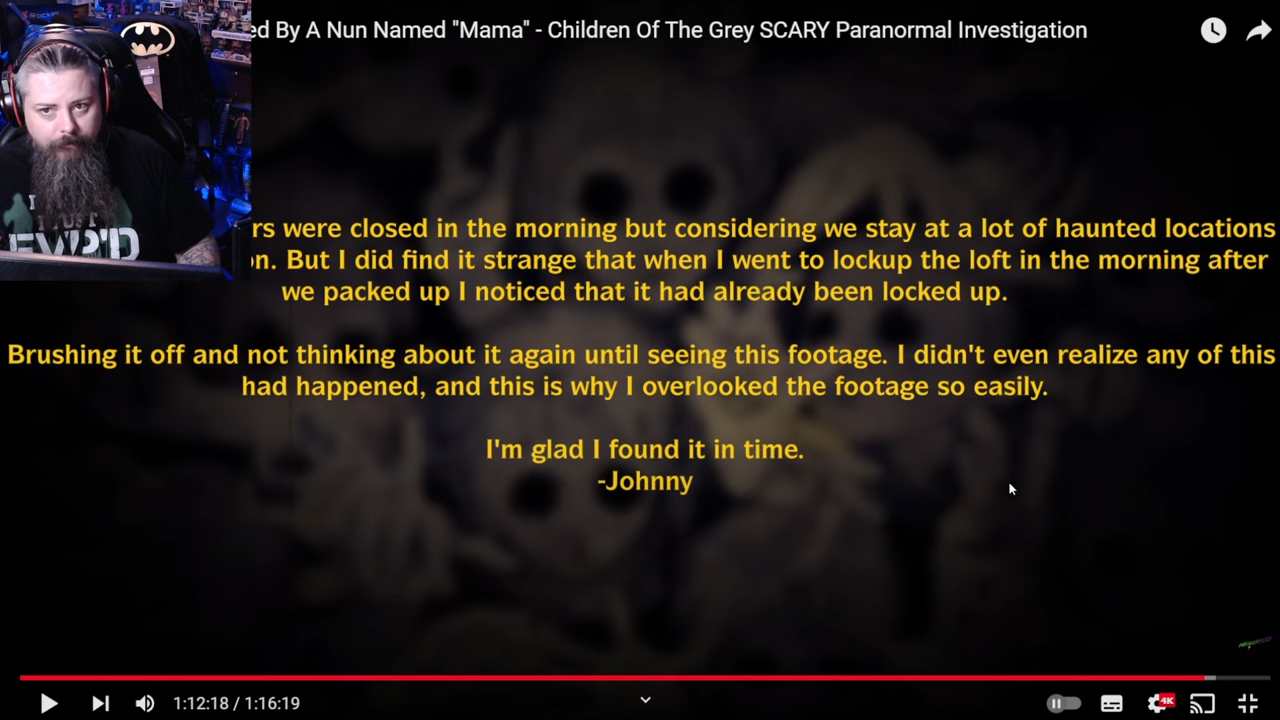 ed By A Nun Named "Mama" - Children Of The Grey SCARY Paranormal Investigation
rs were closed in the morning but considering we stay at a lot of haunted locations
on. But I did find it strange that when I went to lockup the loft in the morning after
we packed up I noticed that it had already been locked up.
Brushing it off and not thinking about it again until seeing this footage. I didn't even realize any of this
had happened, and this is why I overlooked the footage so easily.
I'm glad I found it in time.
-Johnny
1:12:18 / 1:16:19
4K